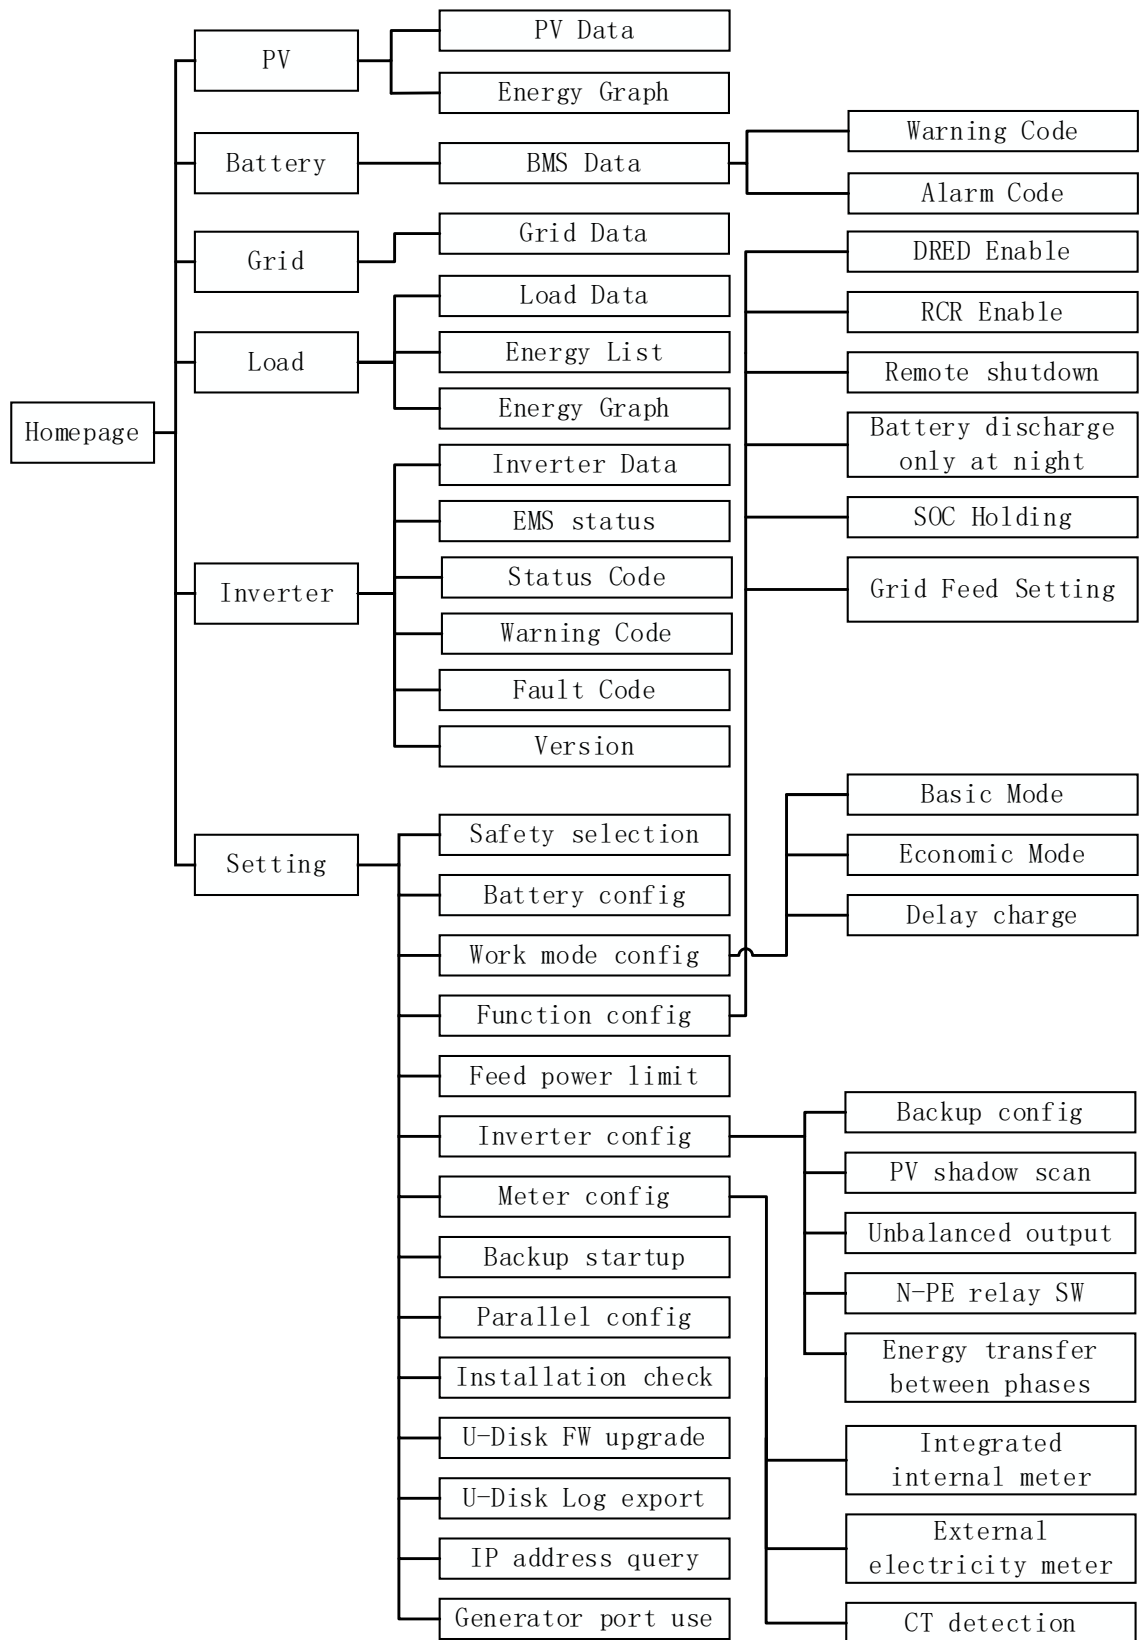 Homepage
PV
PV Data
Energy Graph
Battery
BMS Data
Warning Code
Alarm Code
Grid
Grid Data
Load
Load Data
Energy List
Energy Graph
Inverter
Inverter Data
EMS status
Status Code
Warning Code
Fault Code
Version
Setting
Safety selection
Battery config
Work mode config
Basic Mode
Economic Mode
Delay charge
Function config
DRED Enable
RCR Enable
Remote shutdown
Battery discharge
only at night
SOC Holding
Grid Feed Setting
Feed power limit
Inverter config
Backup config
PV shadow scan
Unbalanced output
N-PE relay SW
Energy transfer
between phases
Meter config
Integrated
internal meter
External
electricity meter
CT detection
Backup startup
Parallel config
Installation check
U-Disk FW upgrade
U-Disk Log export
IP address query
Generator port use